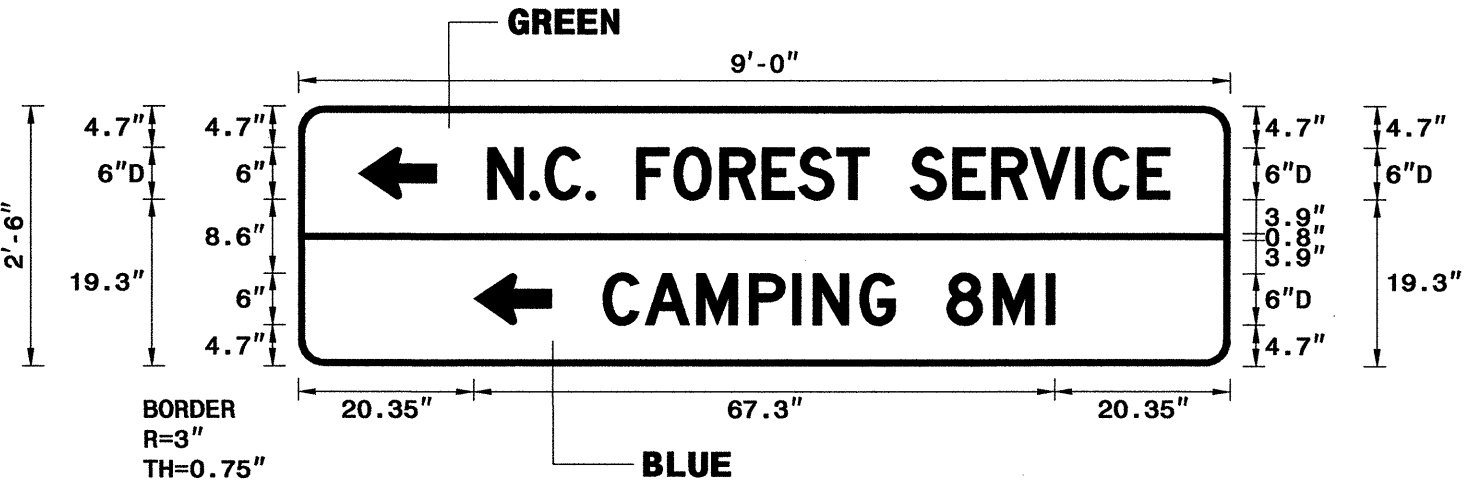 GREEN
9'-0"
4.7" 4.7" 4.7" 4.7"
6"D 6" N.C. FOREST SERVICE 6"D 6"D
2'-6" 8.6" 3.9"
0.8"
3.9"
19.3" 6" CAMPING 8MI 6"D 19.3"
4.7" 4.7"
20.35" 67.3" 20.35"
BORDER
R=3"
TH=0.75"
BLUE